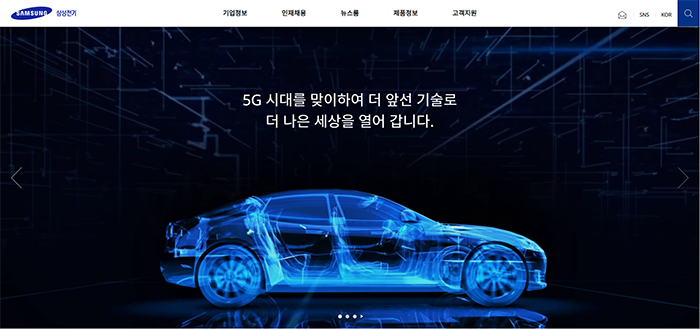 SAMSUNG 삼성전기
기업정보 인재채용 뉴스룸 제품정보 고객지원
SNS KOR
5G 시대를 맞이하여 더 앞선 기술로
더 나은 세상을 열어 갑니다.